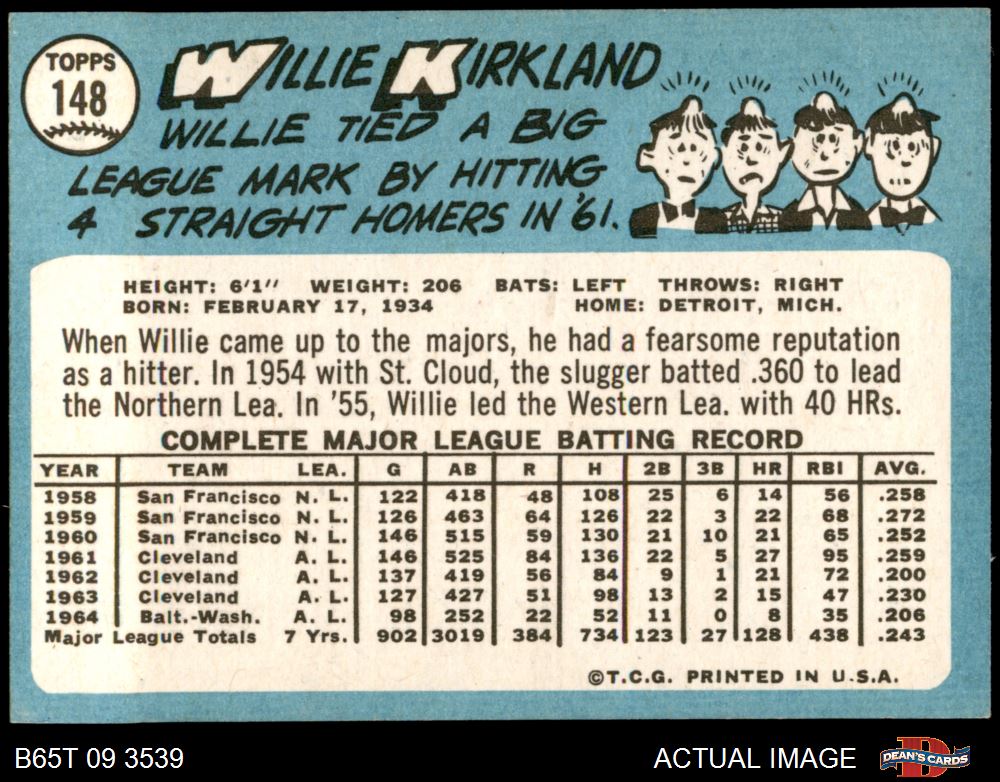 TOPPS
148
WILLIE KIRKLAND
WILLIE TIED A BIG
LEAGUE MARK BY HITTING
4 STRAIGHT HOMERS IN '61.
HEIGHT: 6'1" WEIGHT: 206 BATS: LEFT THROWS: RIGHT
BORN: FEBRUARY 17, 1934 HOME: DETROIT, MICH.
When Willie came up to the majors, he had a fearsome reputation
as a hitter. In 1954 with St. Cloud, the slugger batted .360 to lead
the Northern Lea. In '55, Willie led the Western Lea. with 40 HRs.
COMPLETE MAJOR LEAGUE BATTING RECORD
YEAR TEAM LEA. G AB R H 2B 3B HR RBI AVG.
1958 San Francisco N. L. 122 418 48 108 25 6 14 56 .258
1959 San Francisco N. L. 126 463 64 126 22 3 22 68 .272
1960 San Francisco N. L. 146 515 59 130 21 10 21 65 .252
1961 Cleveland A. L. 146 525 84 136 22 5 27 95 .259
1962 Cleveland A. L. 137 419 56 84 9 1 21 72 .200
1963 Cleveland A. L. 127 427 51 98 13 2 15 47 .230
1964 Balt.-Wash. A. L. 98 252 22 52 11 0 8 35 .206
Major League Totals 7 Yrs. 902 3019 384 734 123 27 128 438 .243
©T.C.G. PRINTED IN U.S.A.
B65T 09 3539 ACTUAL IMAGE DEAN'S CARDS